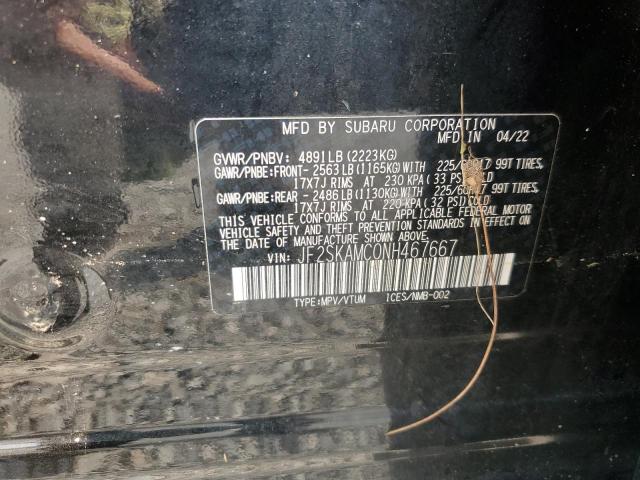 MFD BY SUBARU CORPORATION
MFD IN 04/22
GVWR/PNBV: 4891LB(2223KG)
GAWR/PNBE:FRONT- 2563LB(1165KG)WITH 225/60R17 99T TIRES,
17X7J RIMS AT 230 KPA(33 PSI)COLD
GAWR/PNBE:REAR - 2486LB(1130KG)WITH 225/60R17 99T TIRES,
17X7J RIMS AT 220 KPA(32 PSI)COLD
THIS VEHICLE CONFORMS TO ALL APPLICABLE FEDERAL MOTOR
VEHICLE SAFETY AND THEFT PREVENTION STANDARDS IN EFFECT ON
THE DATE OF MANUFACTURE SHOWN ABOVE.
VIN: JF2SKAMC0NH467667
TYPE:MPV/VTUM ICES/NMB-002